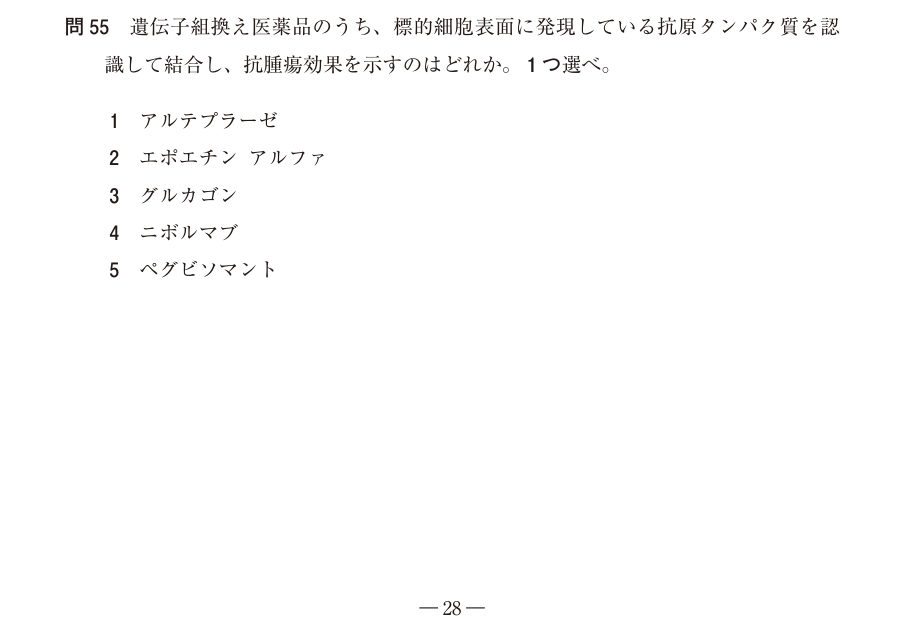 問 55　遺伝子組換え医薬品のうち、標的細胞表面に発現している抗原タンパク質を認
識して結合し、抗腫瘍効果を示すのはどれか。1つ選べ。
1　アルテプラーゼ
2　エポエチン アルファ
3　グルカゴン
4　ニボルマブ
5　ペグビソマント
― 28 ―